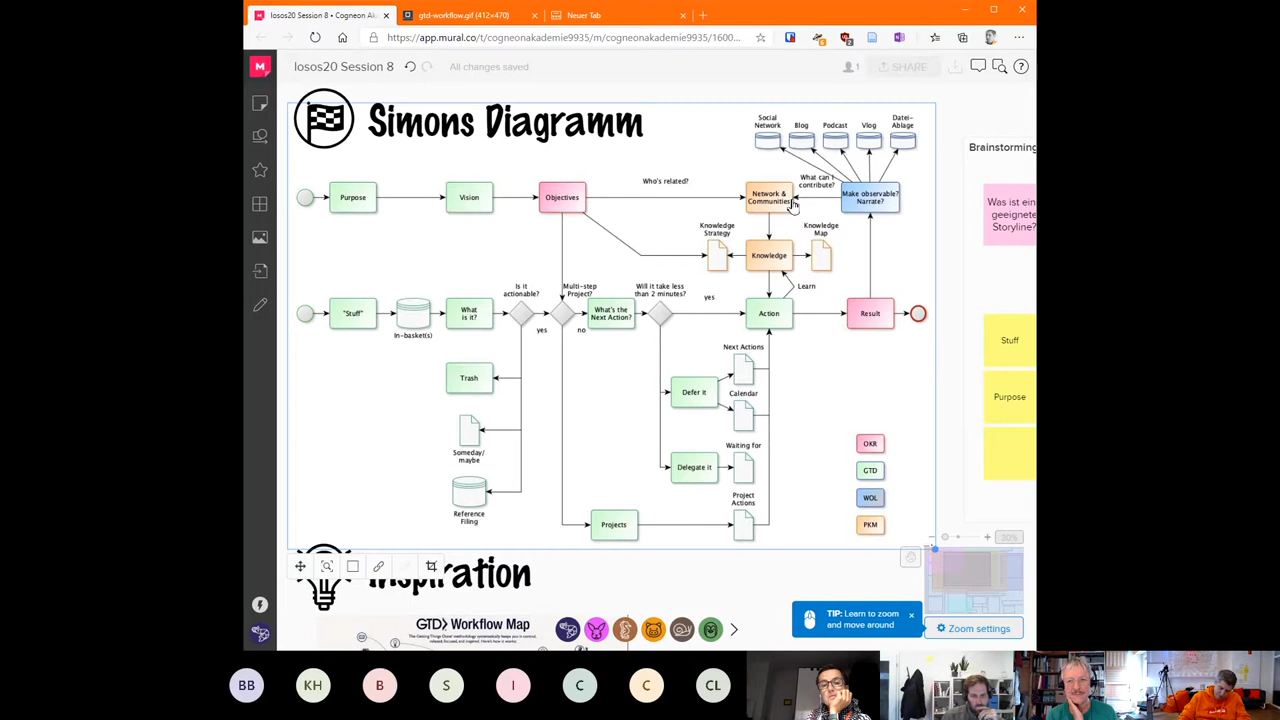 losos20 Session 8 • Cogneon Ak
gtd-workflow.gif (412×470)
Neuer Tab
https://app.mural.co/t/cogneonakademie9935/m/cogneonakademie9935/1600...
losos20 Session 8
All changes saved
1
SHARE
Simons Diagramm
Social
Network
Blog
Podcast
Vlog
Datei-
Ablage
Brainstorming
Who's related?
What can I
contribute?
Purpose
Vision
Objectives
Network &
Communities
Make observable?
Narrate?
Was ist ein
geeignete
Storyline?
Knowledge
Strategy
Knowledge
Map
Knowledge
Is it
actionable?
Multi-step
Project?
Will it take less
than 2 minutes?
yes
Learn
"Stuff"
In-basket(s)
What
is it?
What's the
Next Action?
Action
Result
yes
no
Stuff
Next Actions
Trash
Defer it
Calendar
Purpose
Someday/
maybe
Waiting for
OKR
Delegate it
GTD
Reference
Filing
Project
Actions
WOL
Projects
PKM
30%
Inspiration
TIP: Learn to zoom
and move around
GTD Workflow Map
Zoom settings
BB
KH
B
S
I
C
C
CL